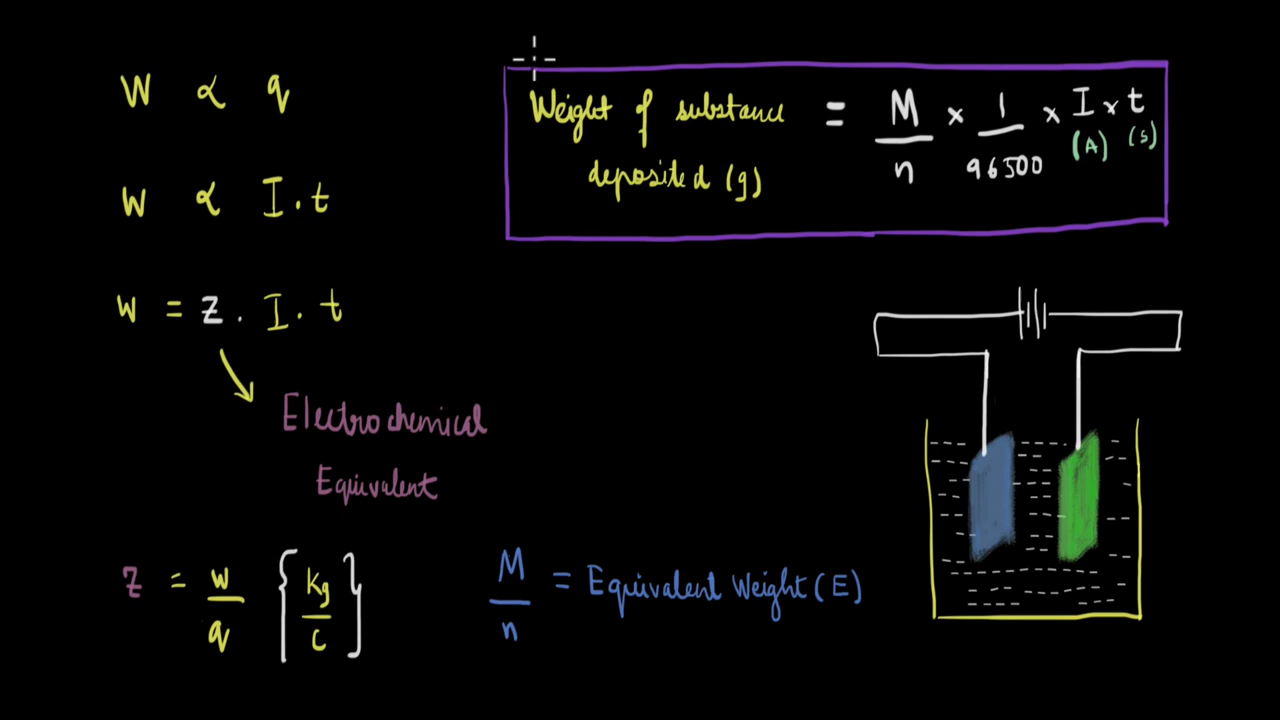 W ∝ q
W ∝ I.t
W = Z . I . t
Electrochemical
Equivalent
Z = w/q {Kg/C}
Weight of substance
deposited (g) = M/n × 1/96500 × I × t
(A) (s)
M/n = Equivalent Weight (E)